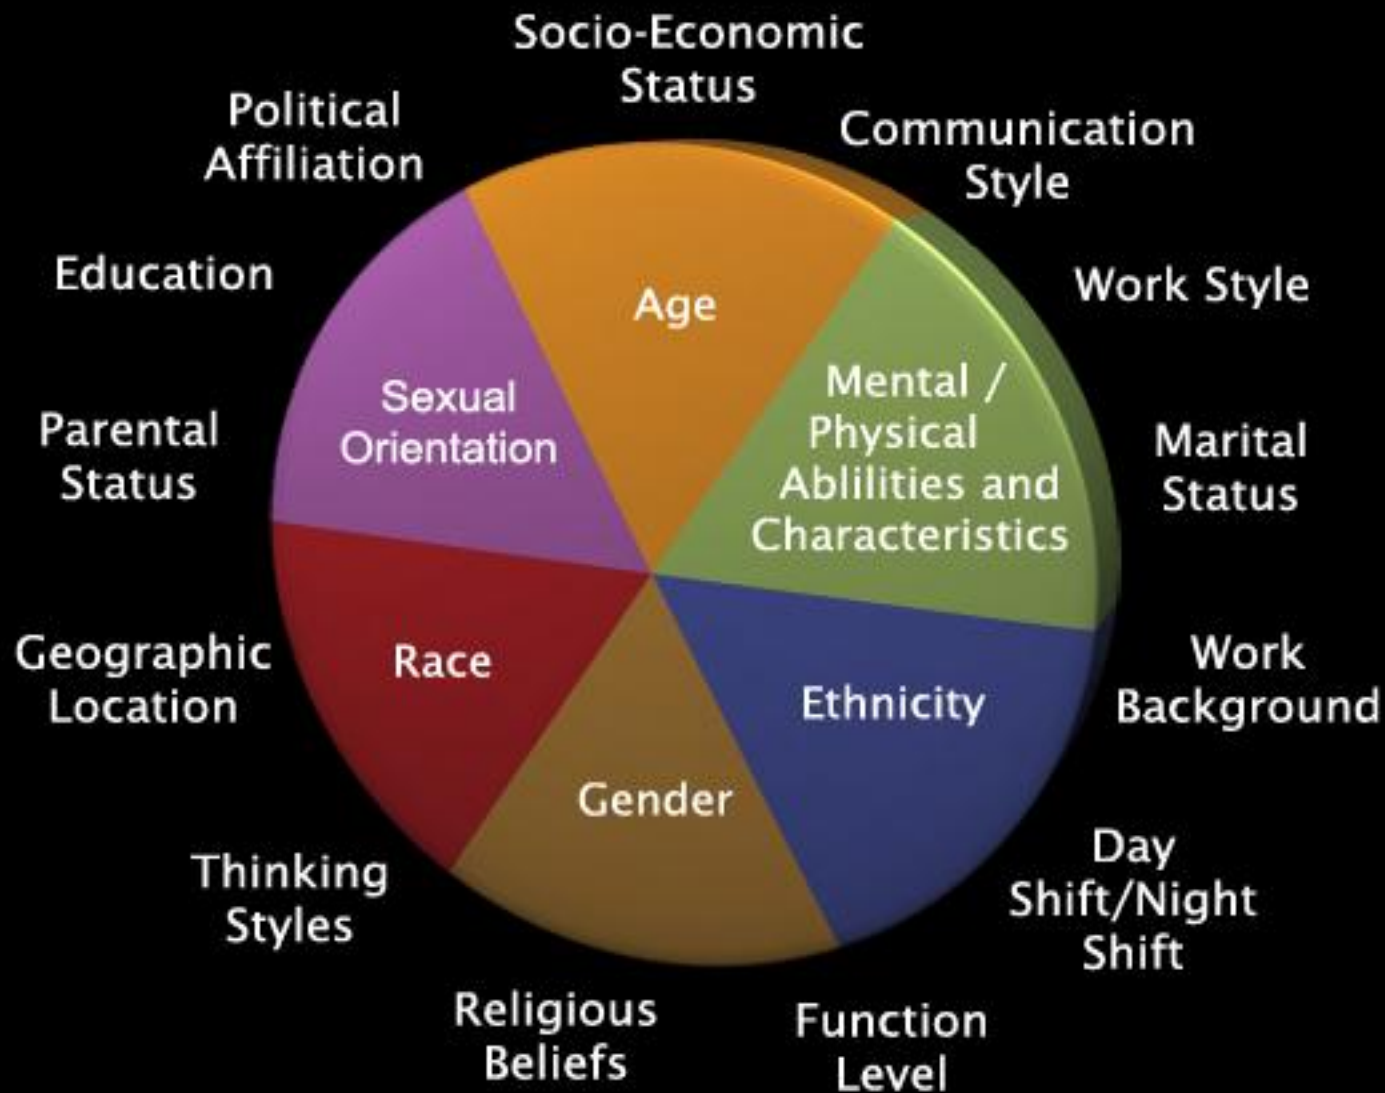 Socio-Economic
Status
Political
Affiliation
Communication
Style
Education
Work Style
Age
Sexual
Orientation
Mental /
Physical
Ablilities and
Characteristics
Parental
Status
Marital
Status
Geographic
Location
Race
Ethnicity
Work
Background
Gender
Thinking
Styles
Day
Shift/Night
Shift
Religious
Beliefs
Function
Level